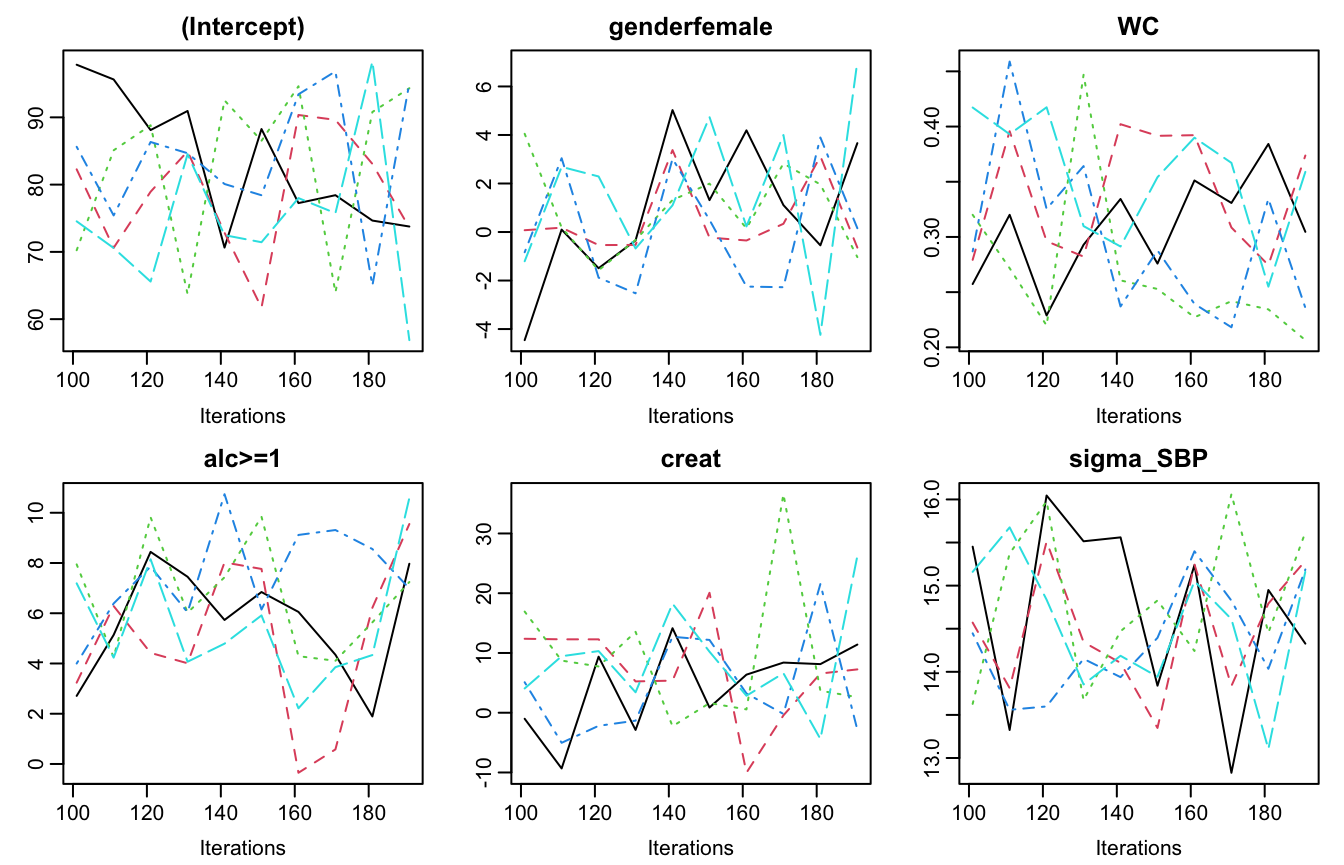 (Intercept)
60 70 80 90
100 120 140 160 180
Iterations
genderfemale
-4 -2 0 2 4 6
100 120 140 160 180
Iterations
WC
0.20 0.30 0.40
100 120 140 160 180
Iterations
alc>=1
0 2 4 6 8 10
100 120 140 160 180
Iterations
creat
-10 0 10 20 30
100 120 140 160 180
Iterations
sigma_SBP
13.0 14.0 15.0 16.0
100 120 140 160 180
Iterations